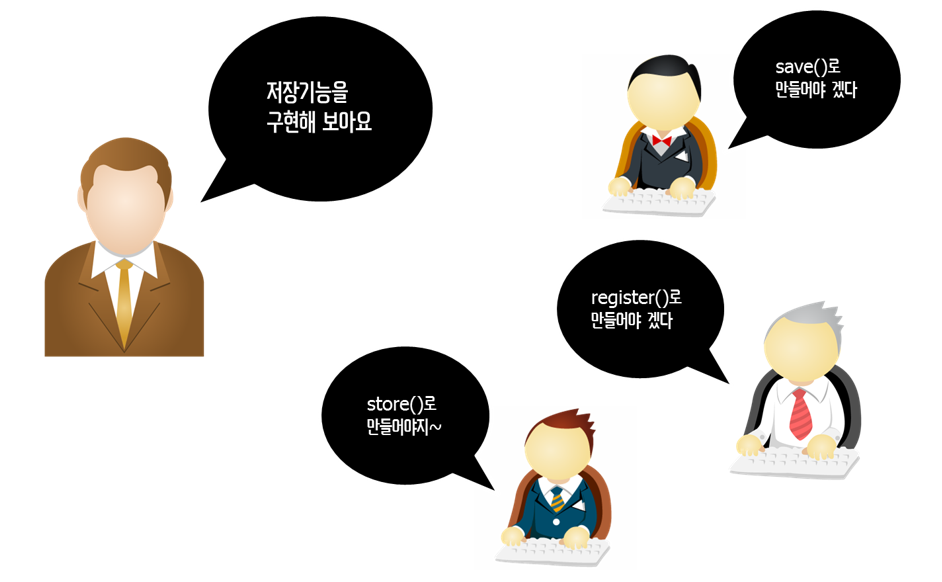 저장기능을
구현해 보아요
save()로
만들어야 겠다
register()로
만들어야 겠다
store()로
만들어야지~